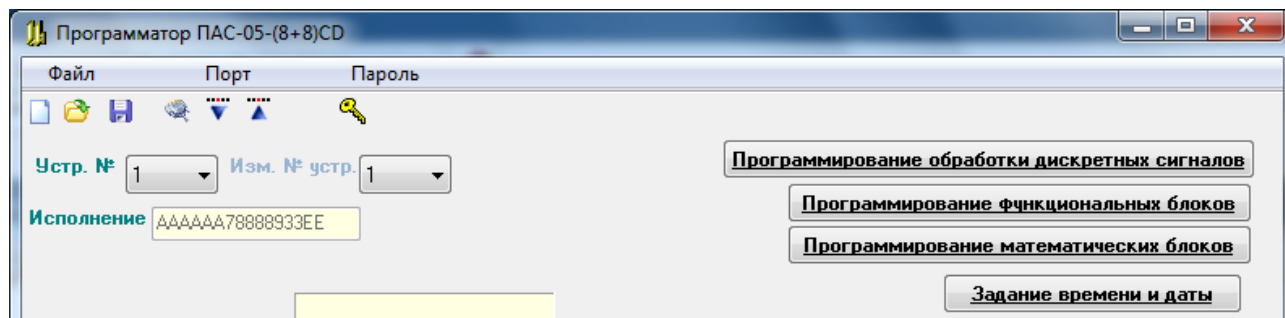 Программатор ПАС-05-(8+8)CD
Файл Порт Пароль
Устр. № 1 Изм. № устр. 1
Исполнение AAAAAA78888933EE
Программирование обработки дискретных сигналов
Программирование функциональных блоков
Программирование математических блоков
Задание времени и даты